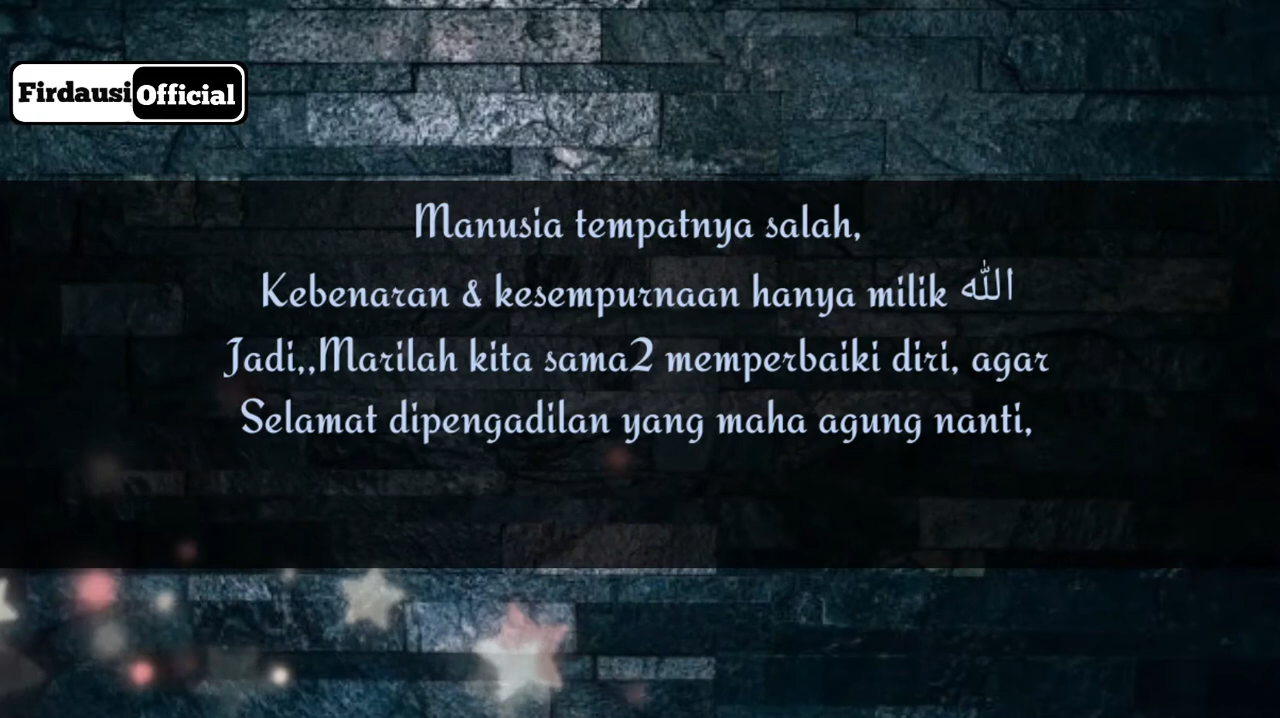 Firdausi Official
Manusia tempatnya salah,
Kebenaran & kesempurnaan hanya milik الله
Jadi,,Marilah kita sama2 memperbaiki diri, agar
Selamat dipengadilan yang maha agung nanti,